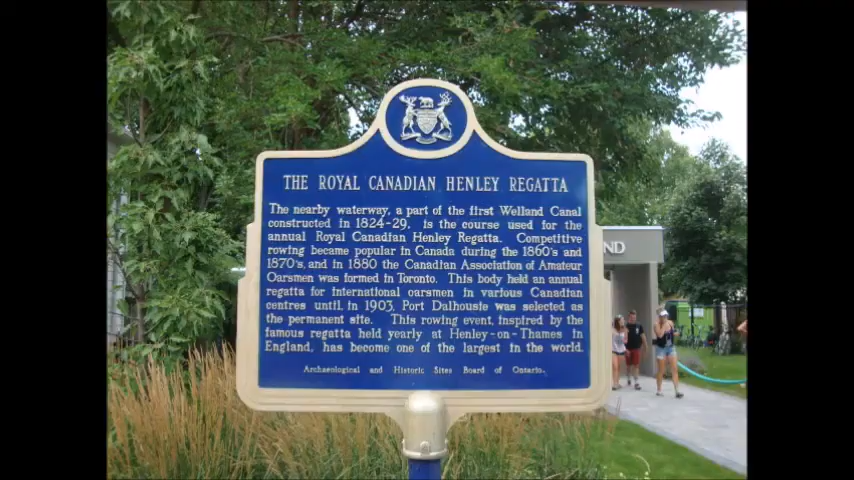 THE ROYAL CANADIAN HENLEY REGATTA
The nearby waterway, a part of the first Welland Canal
constructed in 1824-29, is the course used for the
annual Royal Canadian Henley Regatta. Competitive
rowing became popular in Canada during the 1860's and
1870's, and in 1880 the Canadian Association of Amateur
Oarsmen was formed in Toronto. This body held an annual
regatta for international oarsmen in various Canadian
centres until, in 1903, Port Dalhousie was selected as
the permanent site. This rowing event, inspired by the
famous regatta held yearly at Henley-on-Thames in
England, has become one of the largest in the world.
Archaeological and Historic Sites Board of Ontario.
ND